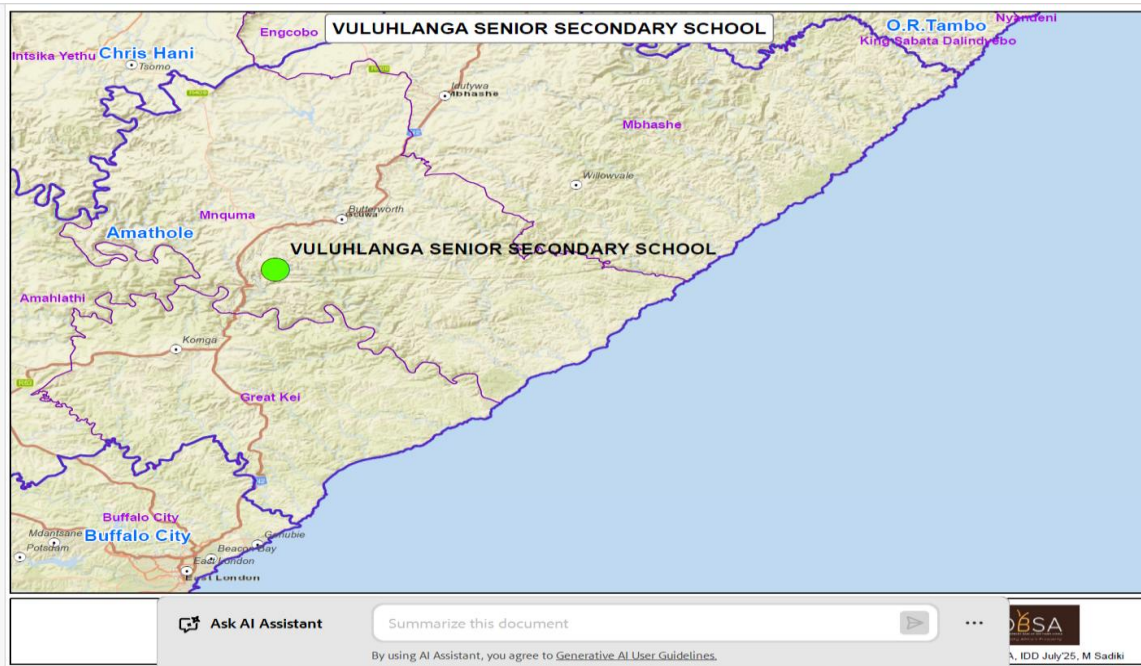 VULUHLANGA SENIOR SECONDARY SCHOOL
O.R.Tambo
Nyandeni
Engcobo
King Sabata Dalindyebo
Intsika Yethu
Chris Hani
Tsomo
Idutywa
Mbhashe
Mbhashe
Willowvale
Butterworth
Gcuwa
Mnquma
Amathole
VULUHLANGA SENIOR SECONDARY SCHOOL
Amahlathi
Komga
Great Kei
Buffalo City
Mdantsane
Buffalo City
Potsdam
Gonubie
Beacon Bay
East London
East London
Ask AI Assistant
Summarize this document
By using AI Assistant, you agree to Generative AI User Guidelines.
DBSA
A, IDD July'25, M Sadiki